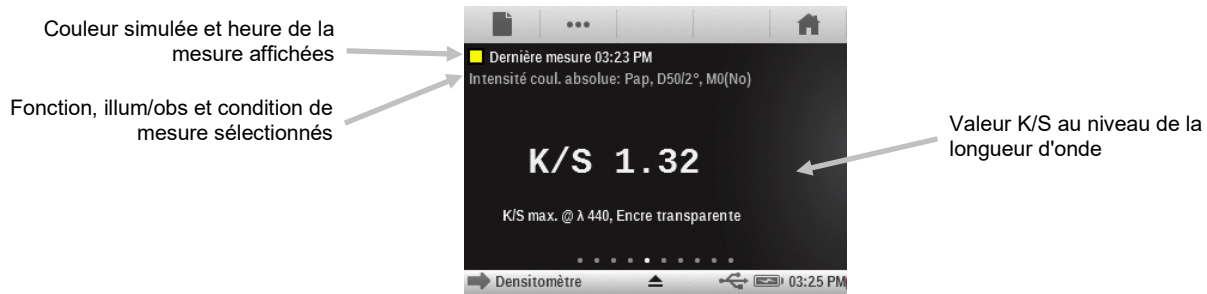 Couleur simulée et heure de la
mesure affichées
Fonction, illum/obs et condition de
mesure sélectionnés
Dernière mesure 03:23 PM
Intensité coul. absolue: Pap, D50/2°, M0(No)
K/S 1.32
K/S max. @ λ 440, Encre transparente
Densitomètre
03:25 PM
Valeur K/S au niveau de la
longueur d'onde